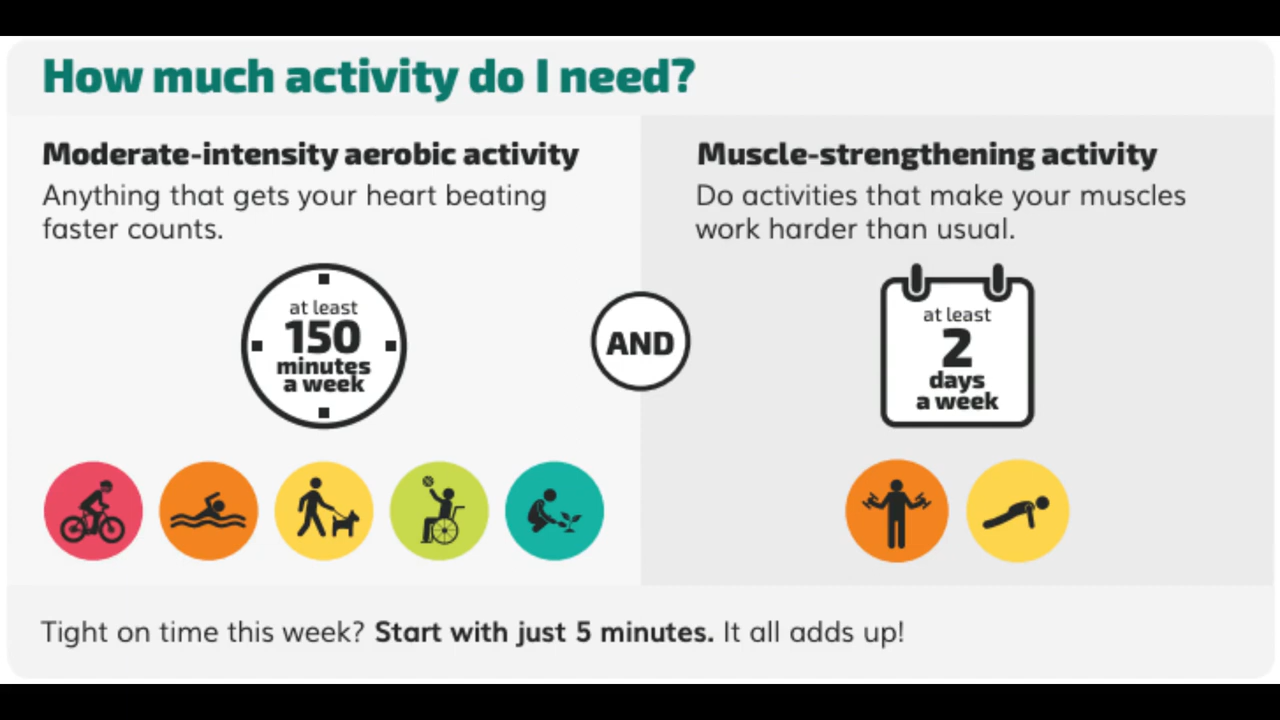 How much activity do I need?
Moderate-intensity aerobic activity
Anything that gets your heart beating
faster counts.
at least
150
minutes
a week
AND
Muscle-strengthening activity
Do activities that make your muscles
work harder than usual.
at least
2
days
a week
Tight on time this week? Start with just 5 minutes. It all adds up!